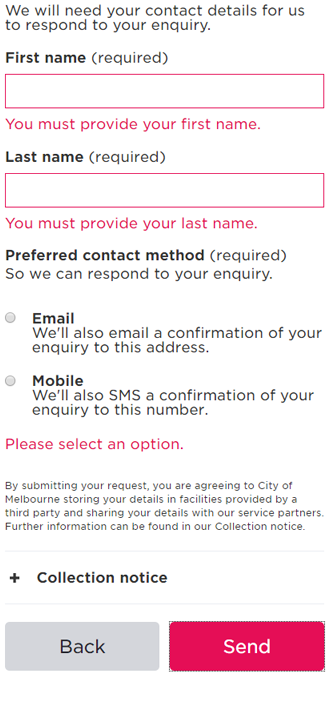 We will need your contact details for us
to respond to your enquiry.
First name (required)
You must provide your first name.
Last name (required)
You must provide your last name.
Preferred contact method (required)
So we can respond to your enquiry.
Email
We'll also email a confirmation of your
enquiry to this address.
Mobile
We'll also SMS a confirmation of your
enquiry to this number.
Please select an option.
By submitting your request, you are agreeing to City of
Melbourne storing your details in facilities provided by a
third party and sharing your details with our service partners.
Further information can be found in our Collection notice.
+ Collection notice
Back Send